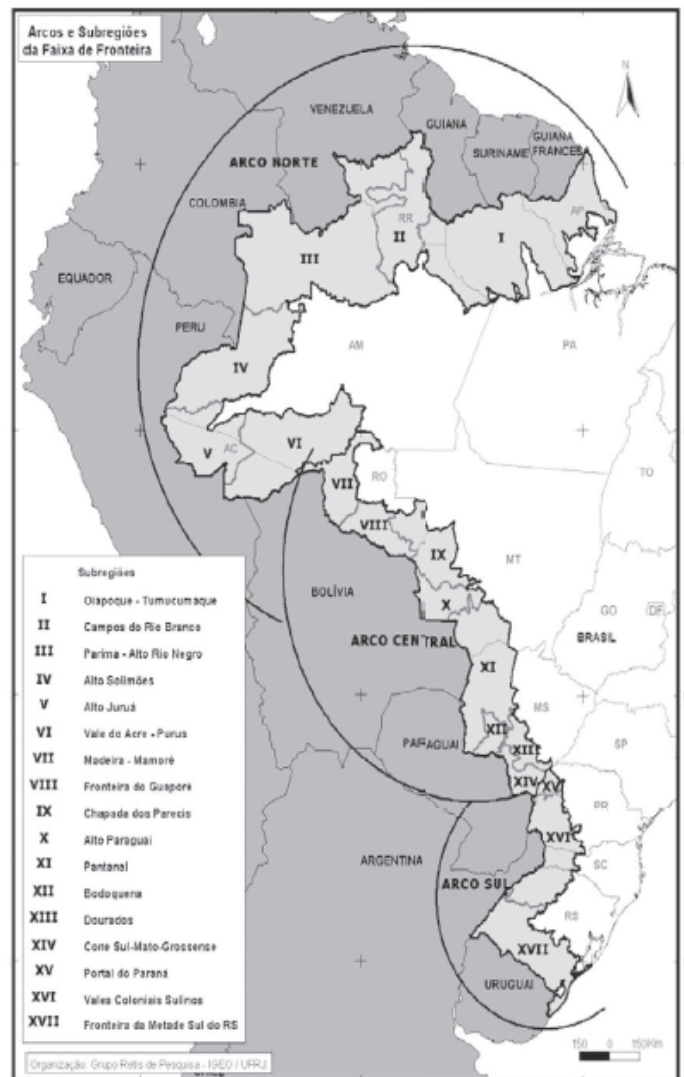 Arcos e Subregiões
da Faixa de Fronteira
N
VENEZUELA
GUIANA
SURINAME
GUIANA
FRANCESA
ARCO NORTE
COLOMBIA
AP
RR
II
I
III
EQUADOR
PERU
IV
AM
PA
V
AC
VI
VII
RO
TO
VIII
IX
MT
BOLÍVIA
X
GO
DF
BRASIL
ARCO CENTRAL
XI
MS
XII
PARAGUAI
XIII
SP
XIV
XV
PR
XVI
ARGENTINA
SC
ARCO SUL
RS
XVII
URUGUAI
Subregiões
I Oiapoque - Tumucumaque
II Campos do Rio Branco
III Parima - Alto Rio Negro
IV Alto Solimões
V Alto Juruá
VI Vale do Acre - Purus
VII Madeira - Mamoré
VIII Fronteira do Guaporé
IX Chapada dos Parecis
X Alto Paraguai
XI Pantanal
XII Bodoquena
XIII Dourados
XIV Cone Sul-Mato-Grossense
XV Portal do Paraná
XVI Vales Coloniais Sulinos
XVII Fronteira da Metade Sul do RS
150 0 150Km
Organização: Grupo Retis de Pesquisa - IGEO / UFRJ